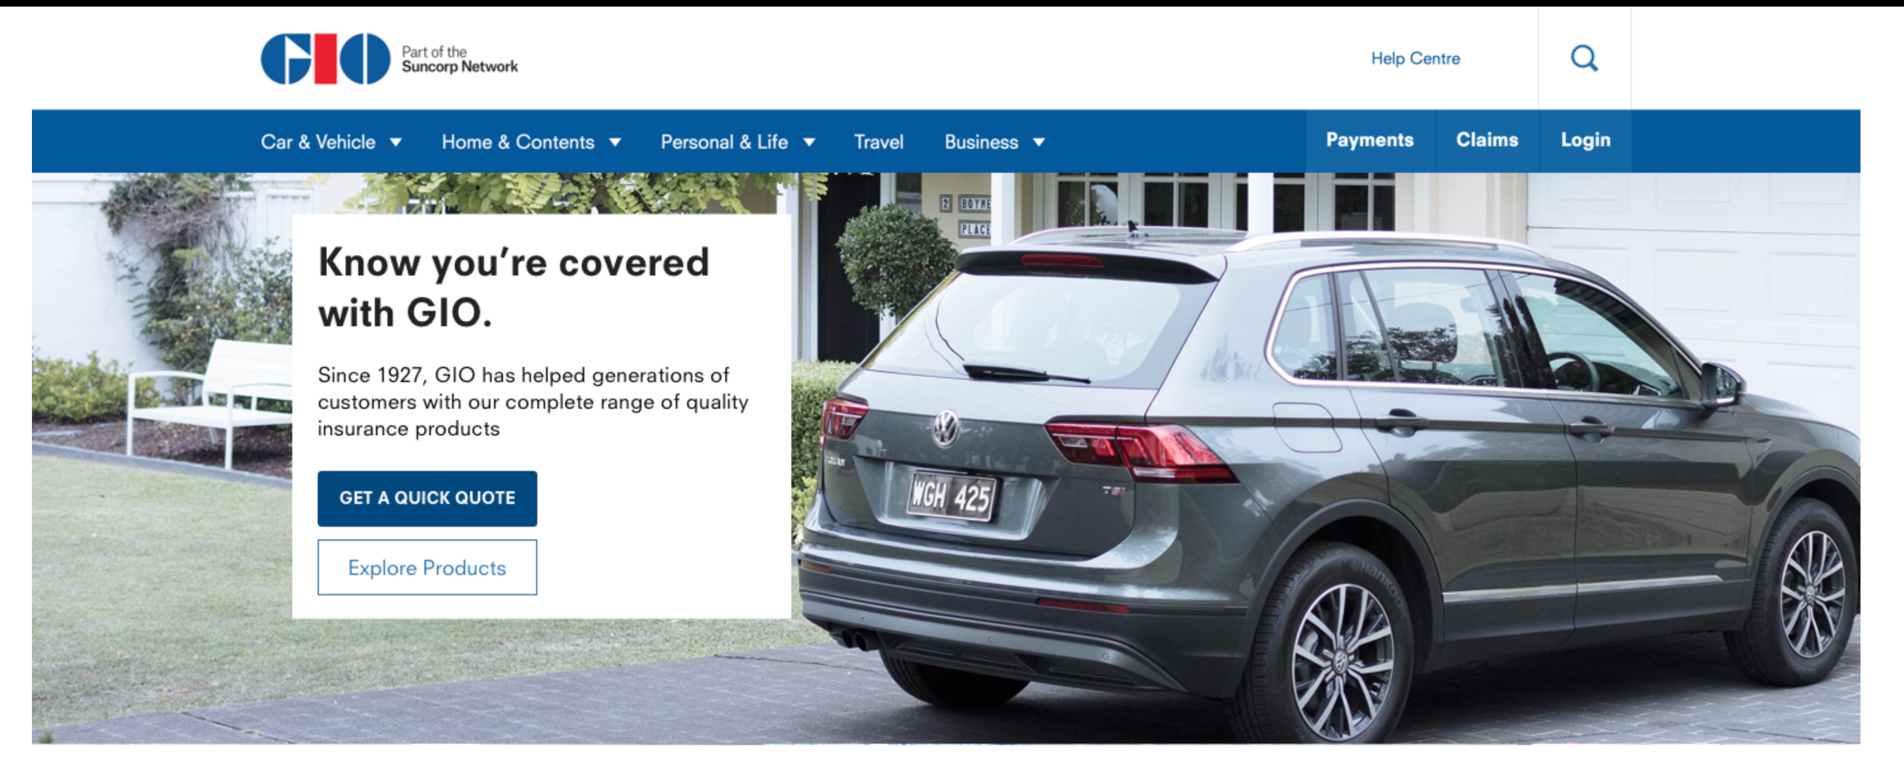 GIO
Part of the
Suncorp Network
Help Centre
Car & Vehicle
Home & Contents
Personal & Life
Travel
Business
Payments
Claims
Login
2 BOYNE
PLACE
Know you’re covered
with GIO.
Since 1927, GIO has helped generations of
customers with our complete range of quality
insurance products
GET A QUICK QUOTE
Explore Products
WGH 425
TSI
Hankook